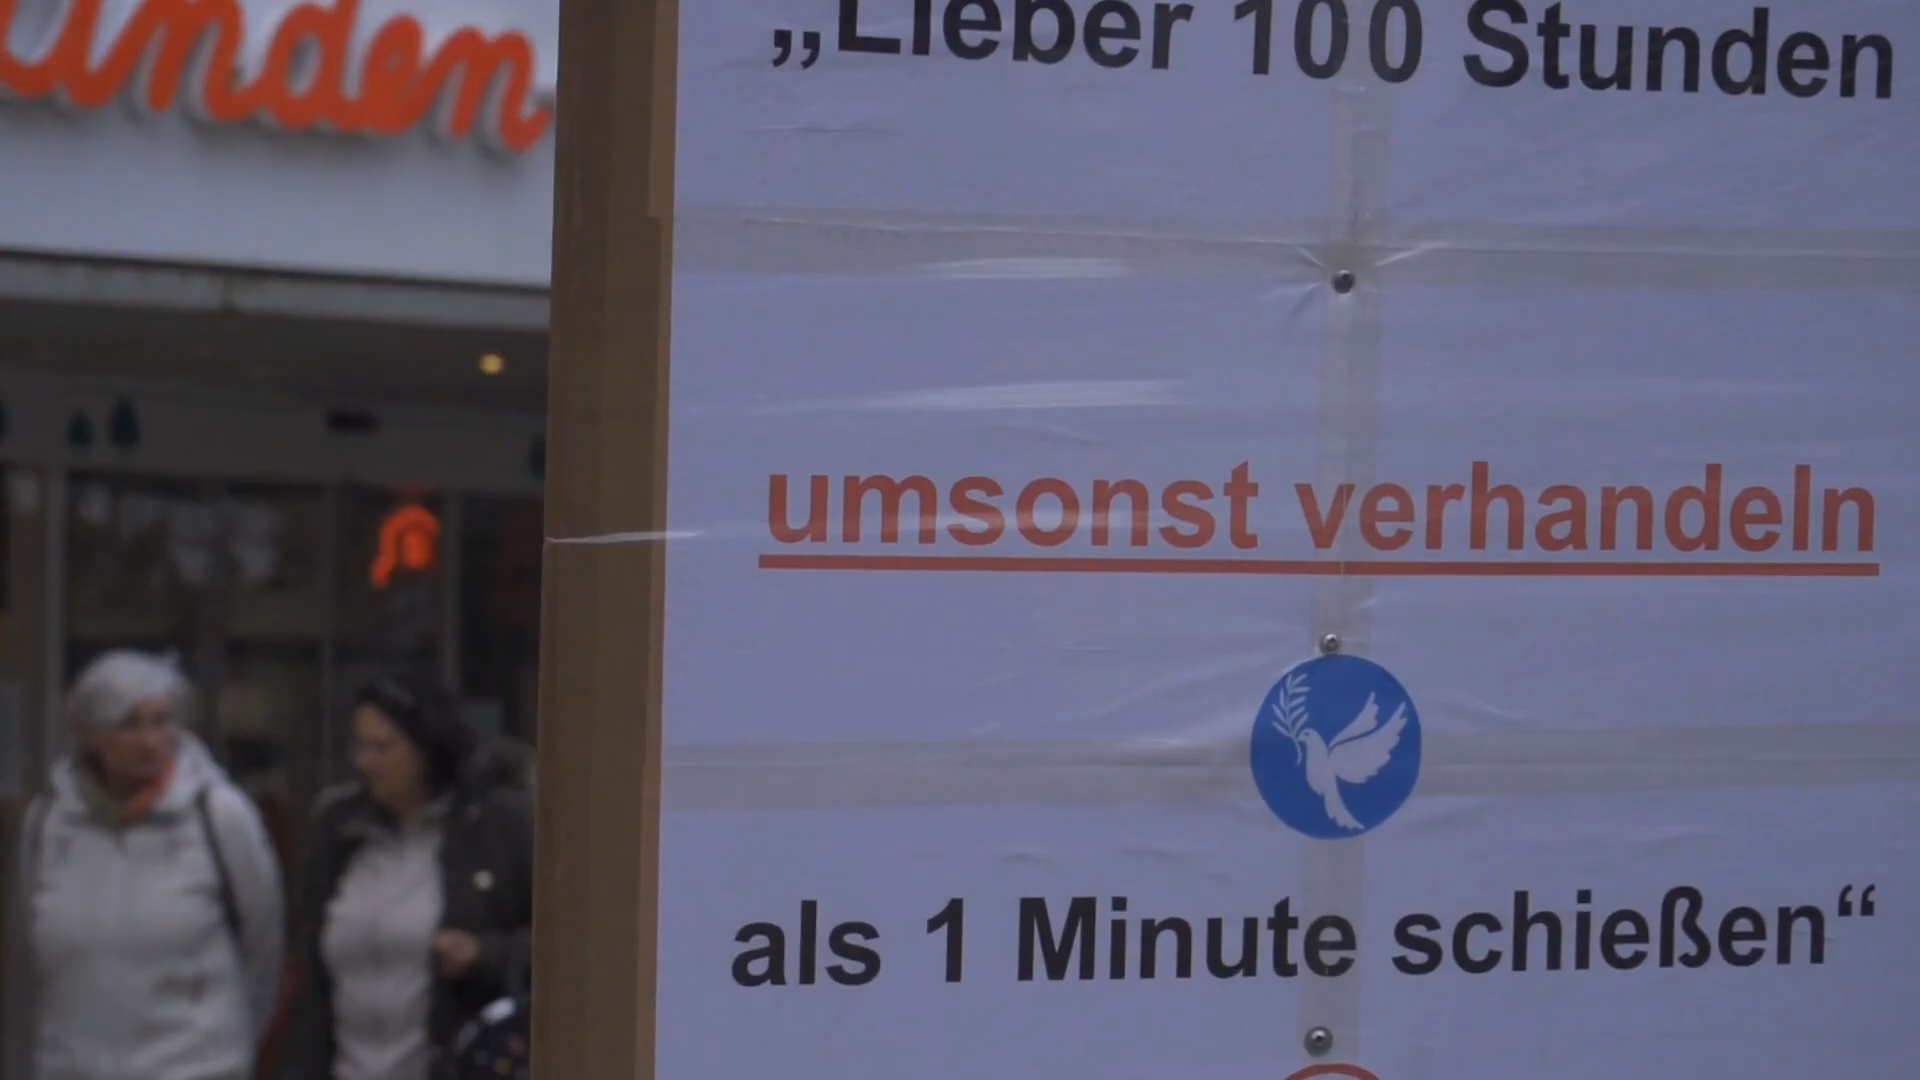 „Lieber 100 Stunden
umsonst verhandeln
als 1 Minute schießen“